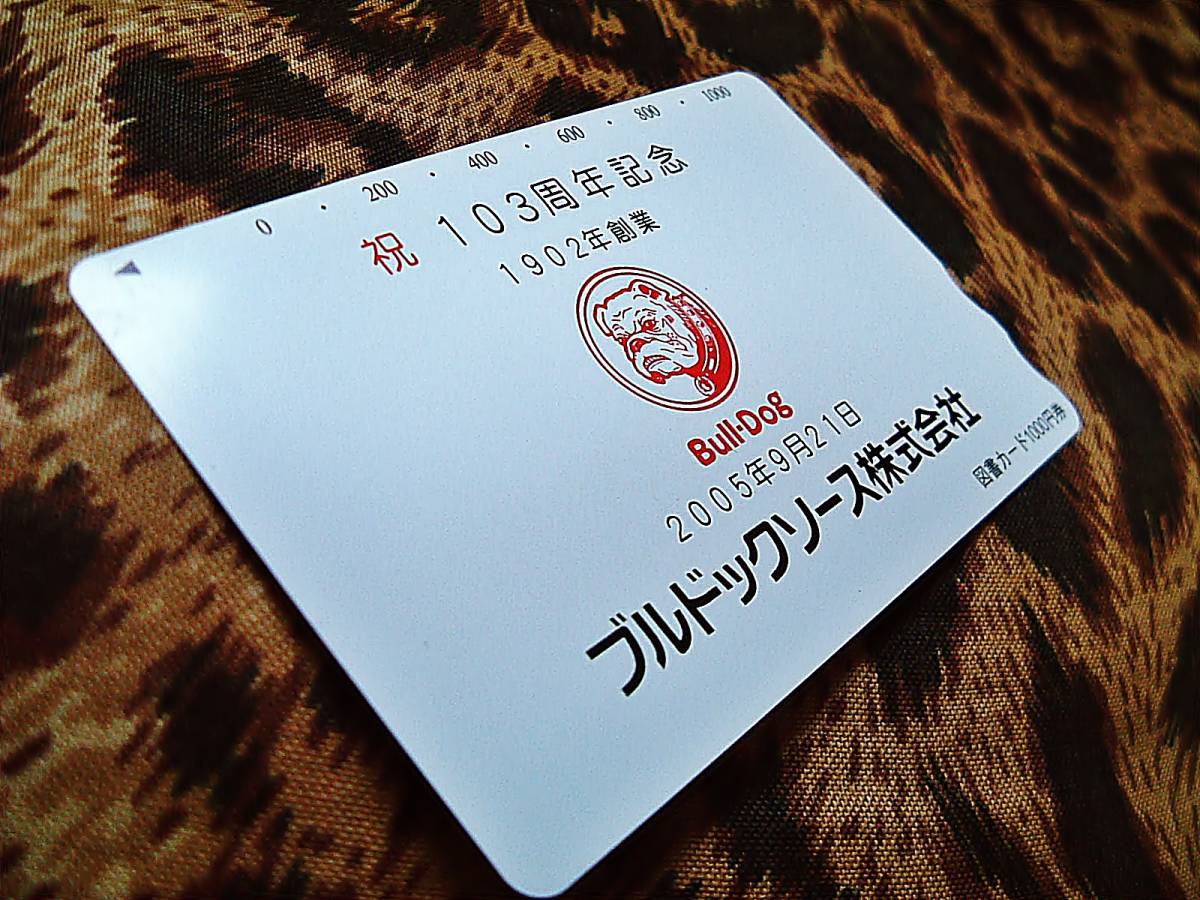 0 ・ 200 ・ 400 ・ 600 ・ 800 ・ 1000
祝 103周年記念
1902年創業
Bull-Dog
2005年9月21日
ブルドックソース株式会社
図書カード1000円券